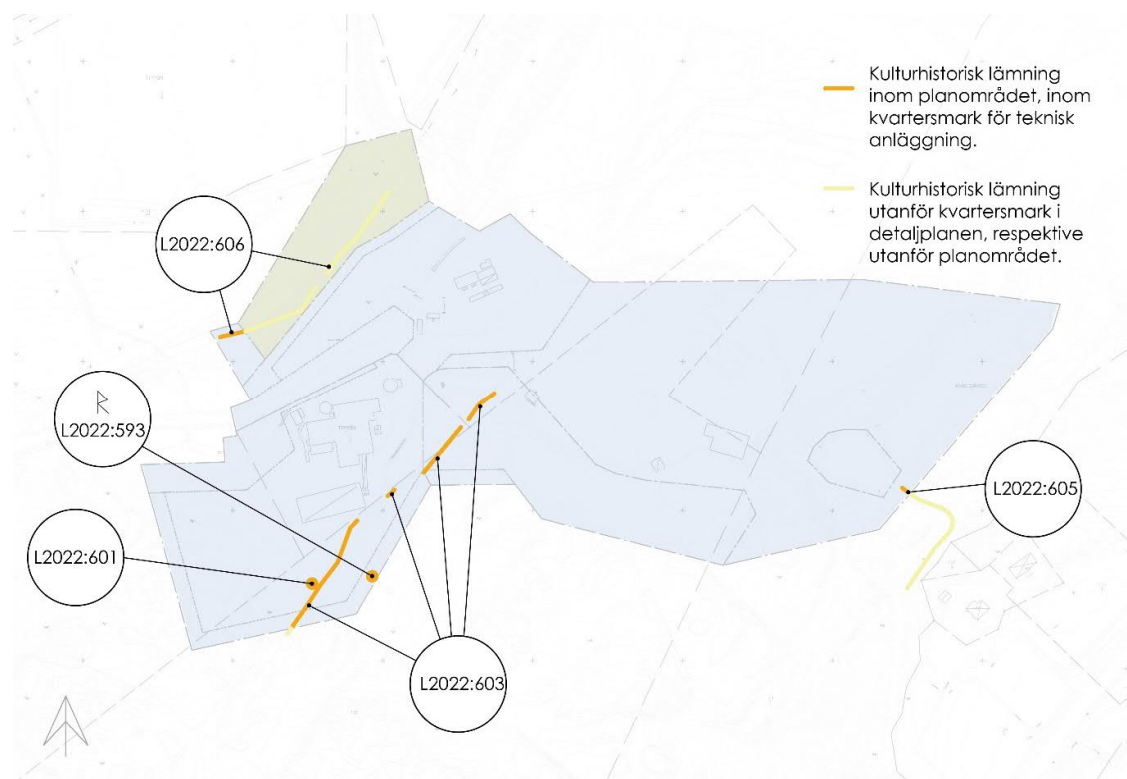 Kulturhistorisk lämning
inom planområdet, inom
kvartersmark för teknisk
anläggning.
Kulturhistorisk lämning
utanför kvartersmark i
detaljplanen, respektive
utanför planområdet.
L2022:606
R
L2022:593
L2022:601
L2022:603
L2022:605